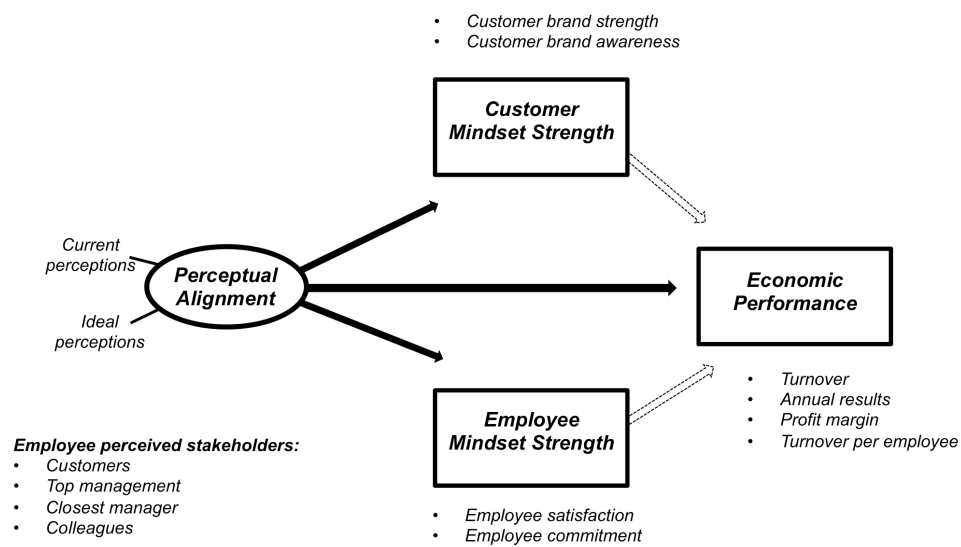 • Customer brand strength
• Customer brand awareness
Customer
Mindset Strength
Current
perceptions
Perceptual
Alignment
Ideal
perceptions
Economic
Performance
• Turnover
• Annual results
• Profit margin
• Turnover per employee
Employee
Mindset Strength
Employee perceived stakeholders:
• Customers
• Top management
• Closest manager
• Colleagues
• Employee satisfaction
• Employee commitment